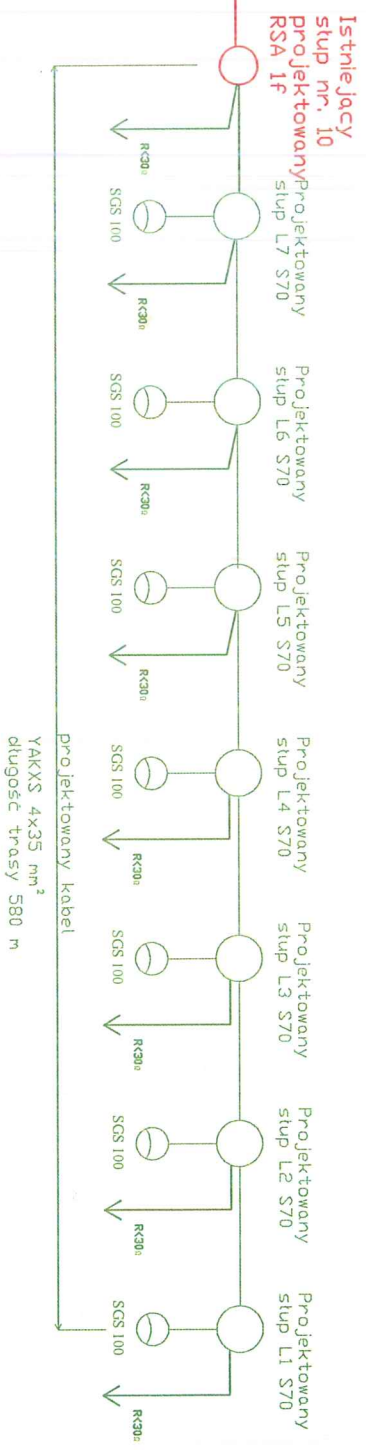 Istniejący
słup nr. 10
projektowany
RSA 1f
Projektowany
słup L7 S70
Projektowany
słup L6 S70
Projektowany
słup L5 S70
Projektowany
słup L4 S70
Projektowany
słup L3 S70
Projektowany
słup L2 S70
Projektowany
słup L1 S70
R<30Ω
SGS 100
R<30Ω
SGS 100
R<30Ω
SGS 100
R<30Ω
SGS 100
R<30Ω
SGS 100
R<30Ω
SGS 100
R<30Ω
SGS 100
R<30Ω
projektowany kabel
YAKXS 4x35 mm²
długość trasy 580 m